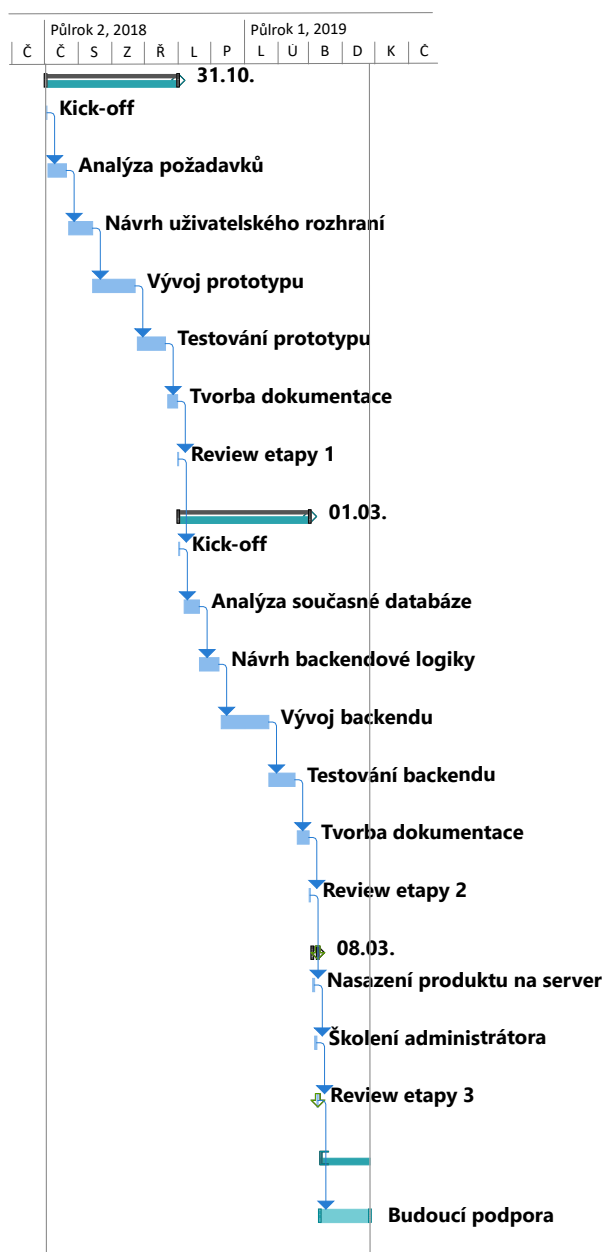 Půlrok 2, 2018 Půlrok 1, 2019
Č Č S Z Ř L P L Ú B D K Č
31.10.
Kick-off
Analýza požadavků
Návrh uživatelského rozhraní
Vývoj prototypu
Testování prototypu
Tvorba dokumentace
Review etapy 1
01.03.
Kick-off
Analýza současné databáze
Návrh backendové logiky
Vývoj backendu
Testování backendu
Tvorba dokumentace
Review etapy 2
08.03.
Nasazení produktu na server
Školení administrátora
Review etapy 3
Budoucí podpora